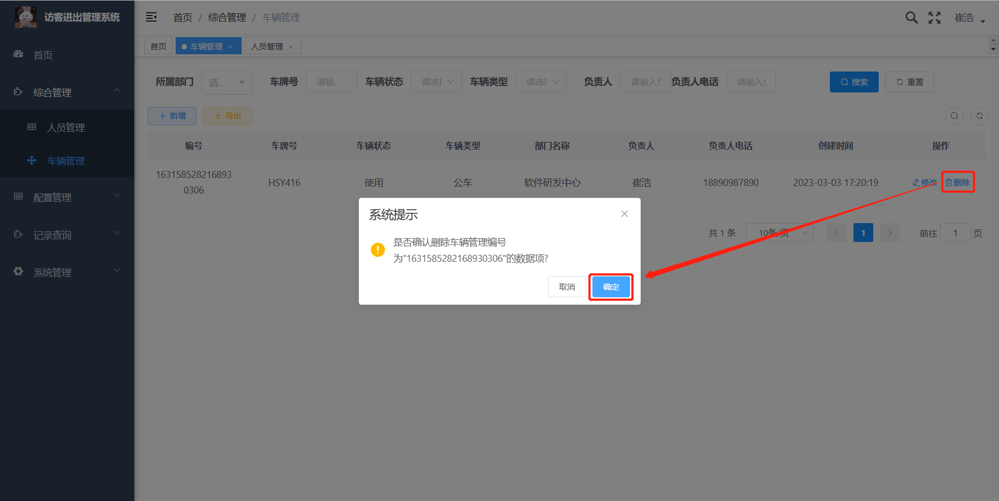 访客进出管理系统
首页 / 综合管理 / 车辆管理
崔浩
首页
车辆管理 ×
人员管理 ×
首页
综合管理
人员管理
车辆管理
配置管理
记录查询
系统管理
所属部门 请...
车牌号 请输
车辆状态 请选
车辆类型 请选
负责人 请输入
负责人电话 请输入
搜索
重置
新增
导出
编号 车牌号 车辆状态 车辆类型 部门名称 负责人 负责人电话 创建时间 操作
163158528216893
0306
HSY416 使用 公车 软件研发中心 崔浩 18890987890 2023-03-03 17:20:19 修改 删除
共 1 条 10条/页 1 前往 1 页
系统提示
是否确认删除车辆管理编号
为"1631585282168930306"的数据项?
取消 确定